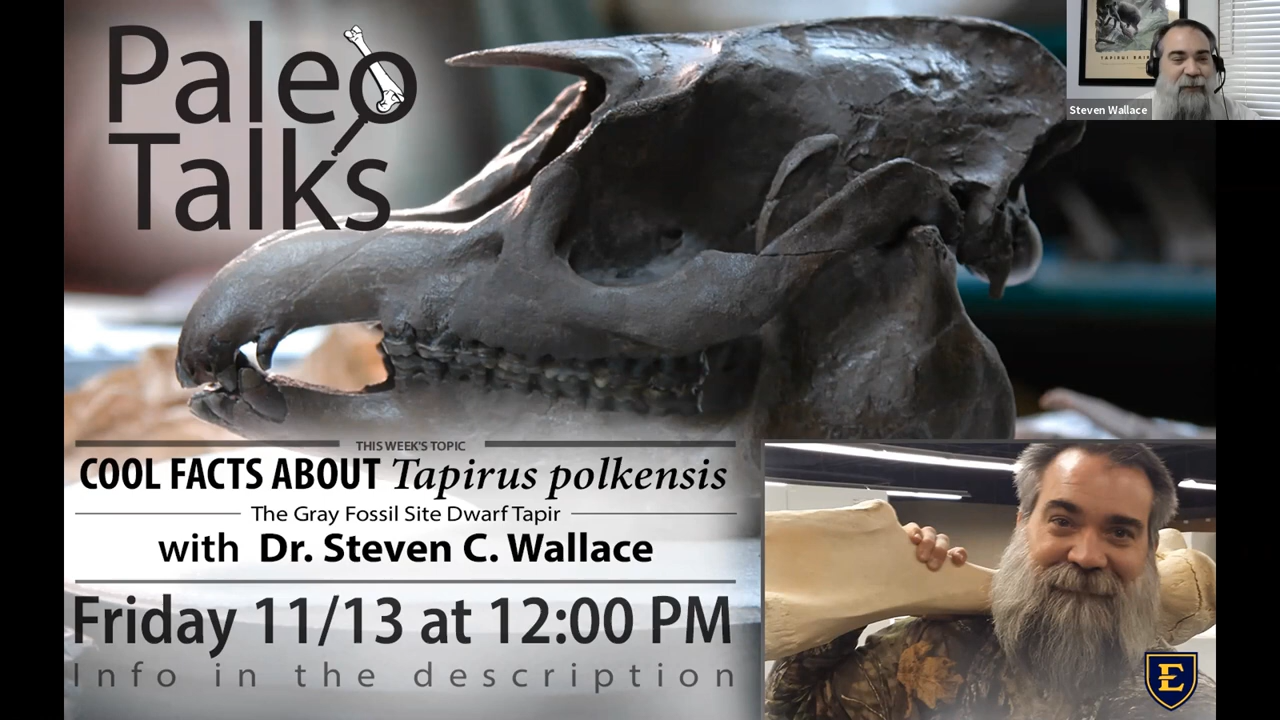 Paleo
Talks
Steven Wallace
THIS WEEK'S TOPIC
COOL FACTS ABOUT Tapirus polkensis
The Gray Fossil Site Dwarf Tapir
with Dr. Steven C. Wallace
Friday 11/13 at 12:00 PM
Info in the description
E